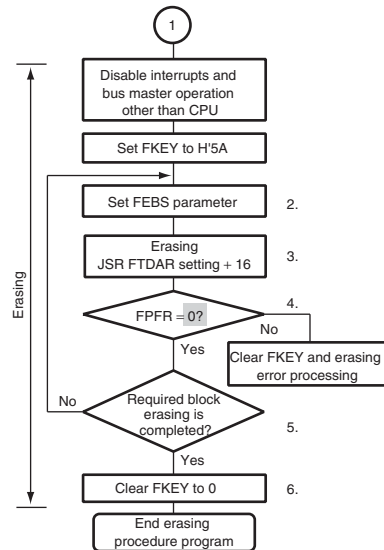 1
Disable interrupts and
bus master operation
other than CPU
Set FKEY to H'5A
Set FEBS parameter
2.
Erasing
JSR FTDAR setting + 16
3.
Erasing
4.
FPFR = 0?
No
Yes
Clear FKEY and erasing
error processing
No
Required block
erasing is
completed?
5.
Yes
Clear FKEY to 0
6.
End erasing
procedure program